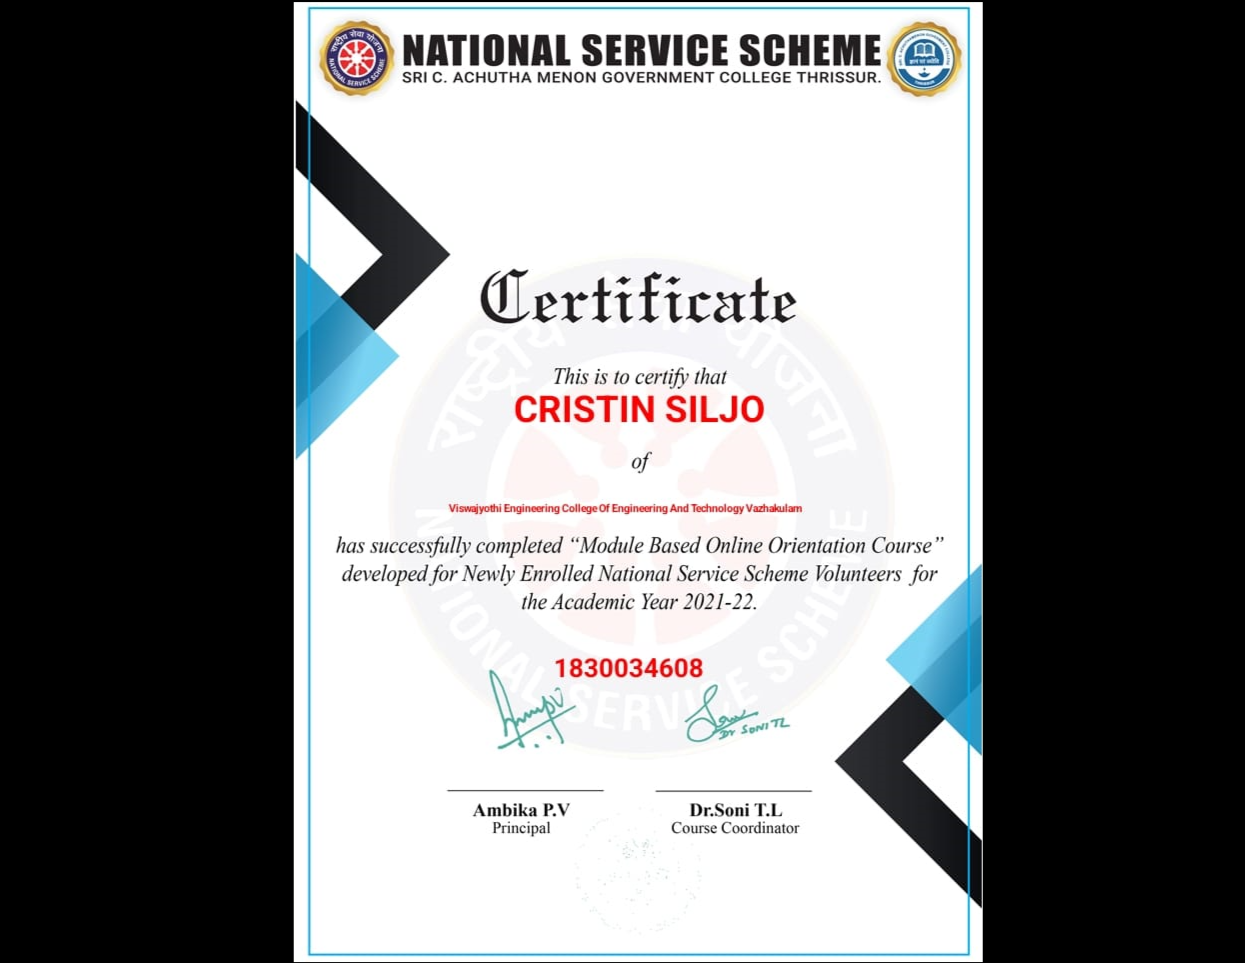 राष्ट्रीय सेवा योजना
NATIONAL SERVICE SCHEME
NATIONAL SERVICE SCHEME
SRI C. ACHUTHA MENON GOVERNMENT COLLEGE THRISSUR.
Certificate
This is to certify that
CRISTIN SILJO
of
Viswajyothi Engineering College Of Engineering And Technology Vazhakulam
has successfully completed “Module Based Online Orientation Course”
developed for Newly Enrolled National Service Scheme Volunteers for
the Academic Year 2021-22.
1830034608
Dr SONI TL
Ambika P.V
Principal
Dr.Soni T.L
Course Coordinator
राष्ट्रीय सेवा योजना
NATIONAL SERVICE SCHEME